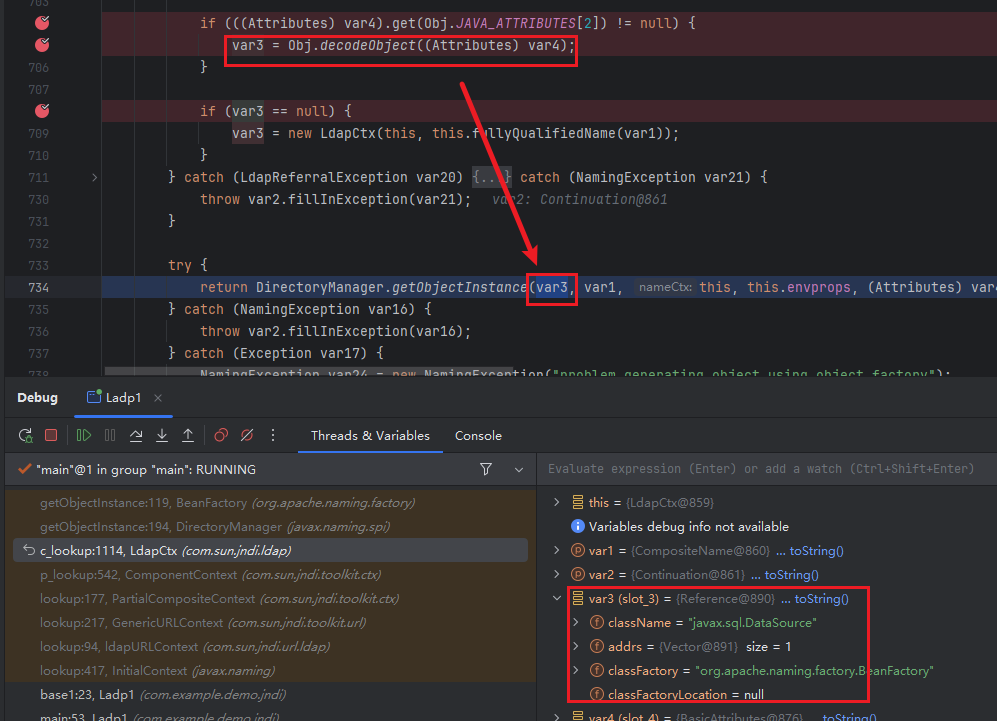 703
if (((Attributes) var4).get(Obj.JAVA_ATTRIBUTES[2]) != null) {
var3 = Obj.decodeObject((Attributes) var4);
706 }
707
if (var3 == null) {
709 var3 = new LdapCtx(this, this.fullyQualifiedName(var1));
710 }
711 } catch (LdapReferralException var20) {...} catch (NamingException var21) {
730 throw var2.fillInException(var21); var2: Continuation@861
731 }
732
733 try {
734 return DirectoryManager.getObjectInstance(var3, var1, nameCtx: this, this.envprops, (Attributes) var4
735 } catch (NamingException var16) {
736 throw var2.fillInException(var16);
737 } catch (Exception var17) {
738 NamingException var24 = new NamingException("problem generating object using object factory");
Debug Ladp1
Threads & Variables Console
"main"@1 in group "main": RUNNING
Evaluate expression (Enter) or add a watch (Ctrl+Shift+Enter)
getObjectInstance:119, BeanFactory (org.apache.naming.factory)
getObjectInstance:194, DirectoryManager (javax.naming.spi)
c_lookup:1114, LdapCtx (com.sun.jndi.ldap)
p_lookup:542, ComponentContext (com.sun.jndi.toolkit.ctx)
lookup:177, PartialCompositeContext (com.sun.jndi.toolkit.ctx)
lookup:217, GenericURLContext (com.sun.jndi.toolkit.url)
lookup:94, ldapURLContext (com.sun.jndi.url.ldap)
lookup:417, InitialContext (javax.naming)
base1:23, Ladp1 (com.example.demo.jndi)
main:53, Ladp1 (com.example.demo.jndi)
this = {LdapCtx@859}
Variables debug info not available
var1 = {CompositeName@860} ... toString()
var2 = {Continuation@861} ... toString()
var3 (slot_3) = {Reference@890} ... toString()
className = "javax.sql.DataSource"
addrs = {Vector@891} size = 1
classFactory = "org.apache.naming.factory.BeanFactory"
classFactoryLocation = null
var4 (slot_4) = {BasicAttributes@876} ... toString()